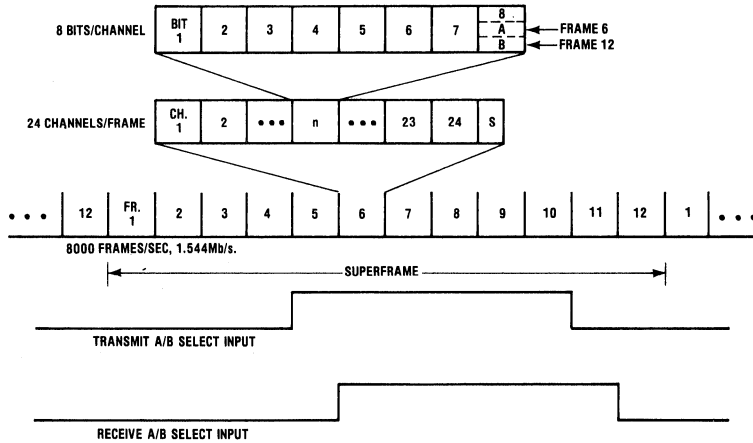 8 BITS/CHANNEL
BIT 1 2 3 4 5 6 7 8 A B
FRAME 6
FRAME 12
24 CHANNELS/FRAME
CH. 1 2 ••• n ••• 23 24 S
••• 12 FR. 1 2 3 4 5 6 7 8 9 10 11 12 1 •••
8000 FRAMES/SEC, 1.544Mb/s.
SUPERFRAME
TRANSMIT A/B SELECT INPUT
RECEIVE A/B SELECT INPUT